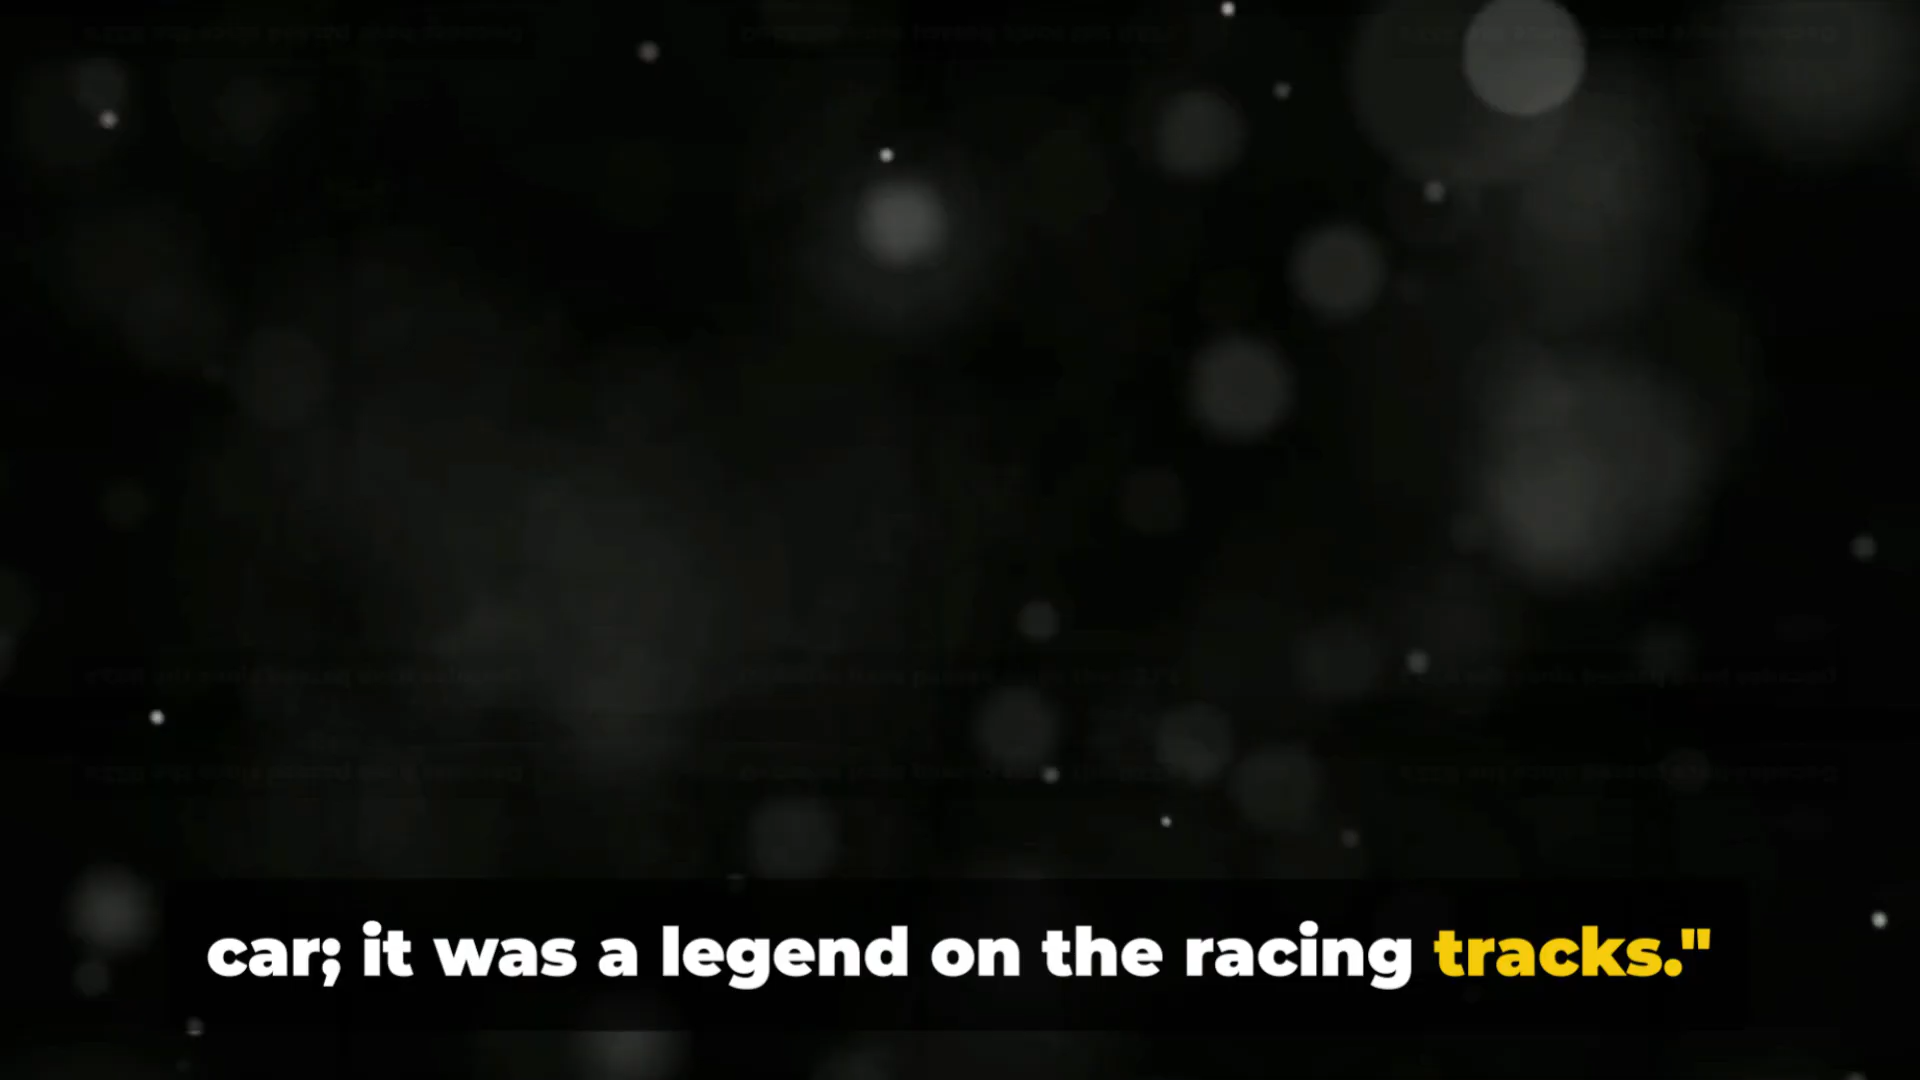 car; it was a legend on the racing tracks."